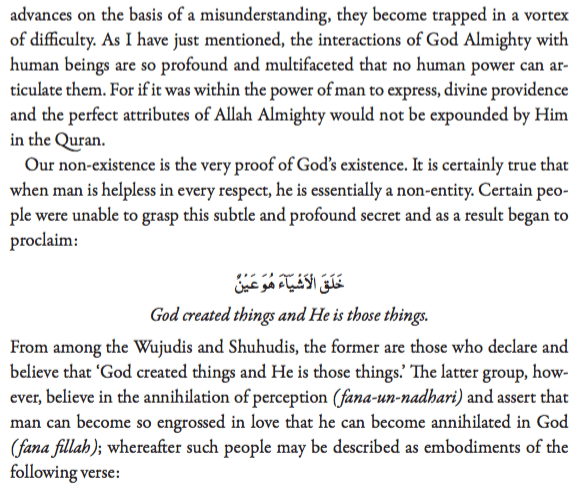 advances on the basis of a misunderstanding, they become trapped in a vortex
of difficulty. As I have just mentioned, the interactions of God Almighty with
human beings are so profound and multifaceted that no human power can ar-
ticulate them. For if it was within the power of man to express, divine providence
and the perfect attributes of Allah Almighty would not be expounded by Him
in the Quran.
Our non-existence is the very proof of God’s existence. It is certainly true that
when man is helpless in every respect, he is essentially a non-entity. Certain peo-
ple were unable to grasp this subtle and profound secret and as a result began to
proclaim:
خَلَقَ الْاَشْيَآءَ هُوَ عَيْنٌ
God created things and He is those things.
From among the Wujudis and Shuhudis, the former are those who declare and
believe that ‘God created things and He is those things.’ The latter group, how-
ever, believe in the annihilation of perception (fana-un-nadhari) and assert that
man can become so engrossed in love that he can become annihilated in God
(fana fillah); whereafter such people may be described as embodiments of the
following verse: